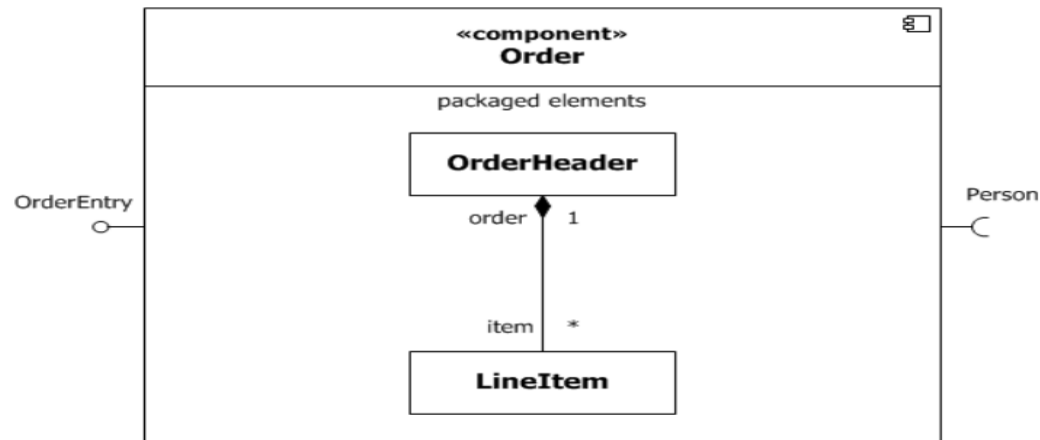 «component»
Order
packaged elements
OrderHeader
OrderEntry
Person
order 1
item *
LineItem